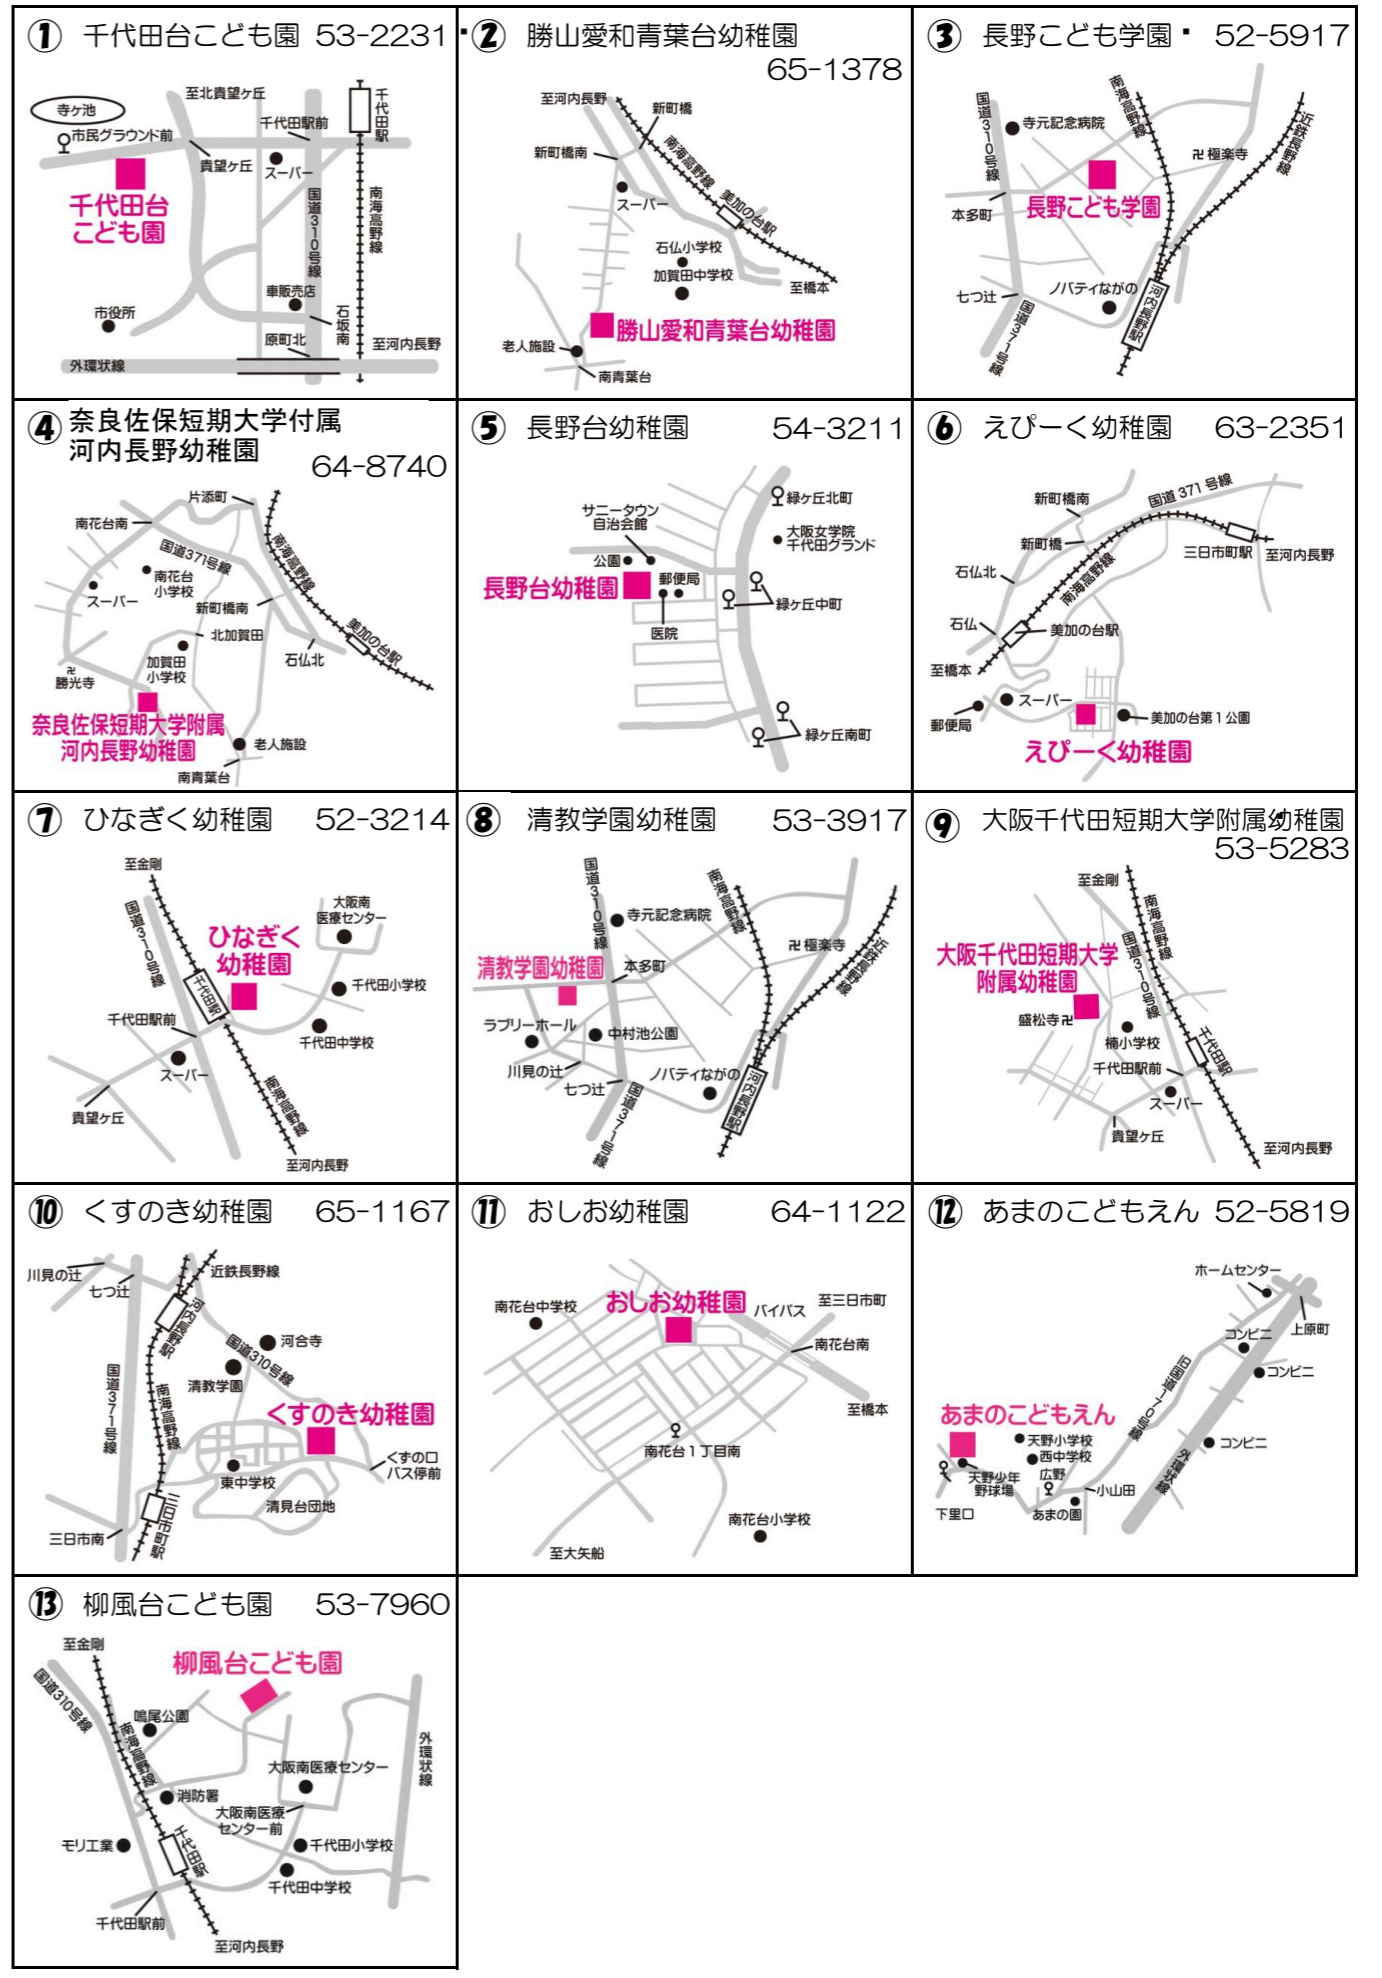 ① 千代田台こども園 53-2231
寺ケ池
至北貴望ヶ丘
千代田駅
市民グラウンド前
千代田駅前
貴望ヶ丘
スーパー
千代田台
こども園
国道310号線
南海高野線
車販売店
市役所
石坂南
原町北
至河内長野
外環状線
② 勝山愛和青葉台幼稚園
65-1378
至河内長野
新町橋
新町橋南
南海高野線
スーパー
美加の台駅
石仏小学校
加賀田中学校
至橋本
勝山愛和青葉台幼稚園
老人施設
南青葉台
③ 長野こども学園 52-5917
国道310号線
南海高野線
近鉄長野線
寺元記念病院
卍極楽寺
本多町
長野こども学園
七つ辻
ノバティながの
河内長野駅
国道371号線
④ 奈良佐保短期大学付属
河内長野幼稚園
64-8740
片添町
南花台南
国道371号線
南海高野線
南花台
小学校
スーパー
新町橋南
北加賀田
美加の台駅
石仏北
加賀田
小学校
卍
勝光寺
奈良佐保短期大学附属
河内長野幼稚園
老人施設
南青葉台
⑤ 長野台幼稚園 54-3211
緑ヶ丘北町
サニータウン
自治会館
大阪女学院
千代田グランド
公園
長野台幼稚園
郵便局
緑ヶ丘中町
医院
緑ヶ丘南町
⑥ えぴーく幼稚園 63-2351
国道371号線
新町橋南
新町橋
三日市町駅
至河内長野
石仏北
南海高野線
石仏
美加の台駅
至橋本
スーパー
郵便局
美加の台第1公園
えぴーく幼稚園
⑦ ひなぎく幼稚園 52-3214
至金剛
国道310号線
大阪南
医療センター
ひなぎく
幼稚園
千代田駅
千代田小学校
千代田駅前
千代田中学校
スーパー
南海高野線
貴望ヶ丘
至河内長野
⑧ 清教学園幼稚園 53-3917
国道310号線
南海高野線
寺元記念病院
卍極楽寺
近鉄長野線
清教学園幼稚園
本多町
ラブリーホール
中村池公園
川見の辻
七つ辻
ノバティながの
河内長野駅
国道371号線
⑨ 大阪千代田短期大学附属幼稚園
53-5283
至金剛
南海高野線
国道310号線
大阪千代田短期大学
附属幼稚園
盛松寺卍
楠小学校
千代田駅
千代田駅前
スーパー
貴望ヶ丘
至河内長野
⑩ くすのき幼稚園 65-1167
川見の辻
近鉄長野線
七つ辻
河内長野駅
河合寺
国道310号線
清教学園
国道371号線
南海高野線
くすのき幼稚園
くすの口
バス停前
東中学校
清見台団地
三日市南
三日市町駅
⑪ おしお幼稚園 64-1122
南花台中学校
おしお幼稚園
バイパス
至三日市町
南花台南
至橋本
南花台1丁目南
南花台小学校
至大矢船
⑫ あまのこどもえん 52-5819
ホームセンター
上原町
コンビニ
コンビニ
旧国道170号線
あまのこどもえん
天野小学校
西中学校
コンビニ
外環状線
天野少年
野球場
広野
小山田
下里口
あまの園
⑬ 柳風台こども園 53-7960
至金剛
柳風台こども園
国道310号線
鳴尾公園
南海高野線
外環状線
大阪南医療センター
消防署
大阪南医療
センター前
モリ工業
千代田駅
千代田小学校
千代田中学校
千代田駅前
至河内長野